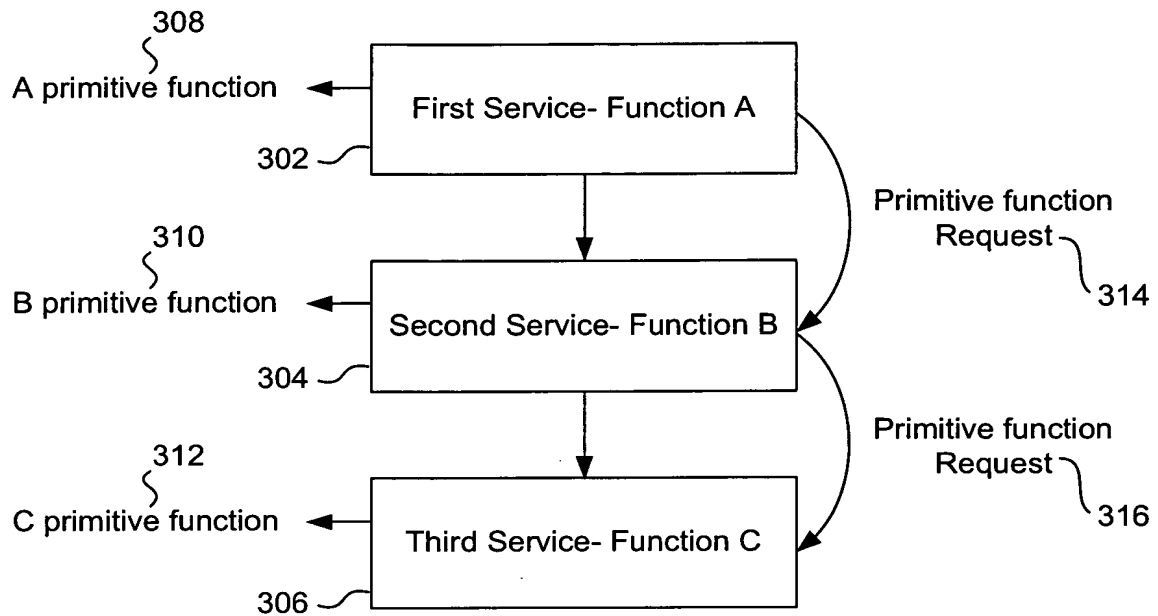 308
A primitive function
First Service- Function A
302
Primitive function
Request
314
310
B primitive function
Second Service- Function B
304
Primitive function
Request
316
312
C primitive function
Third Service- Function C
306